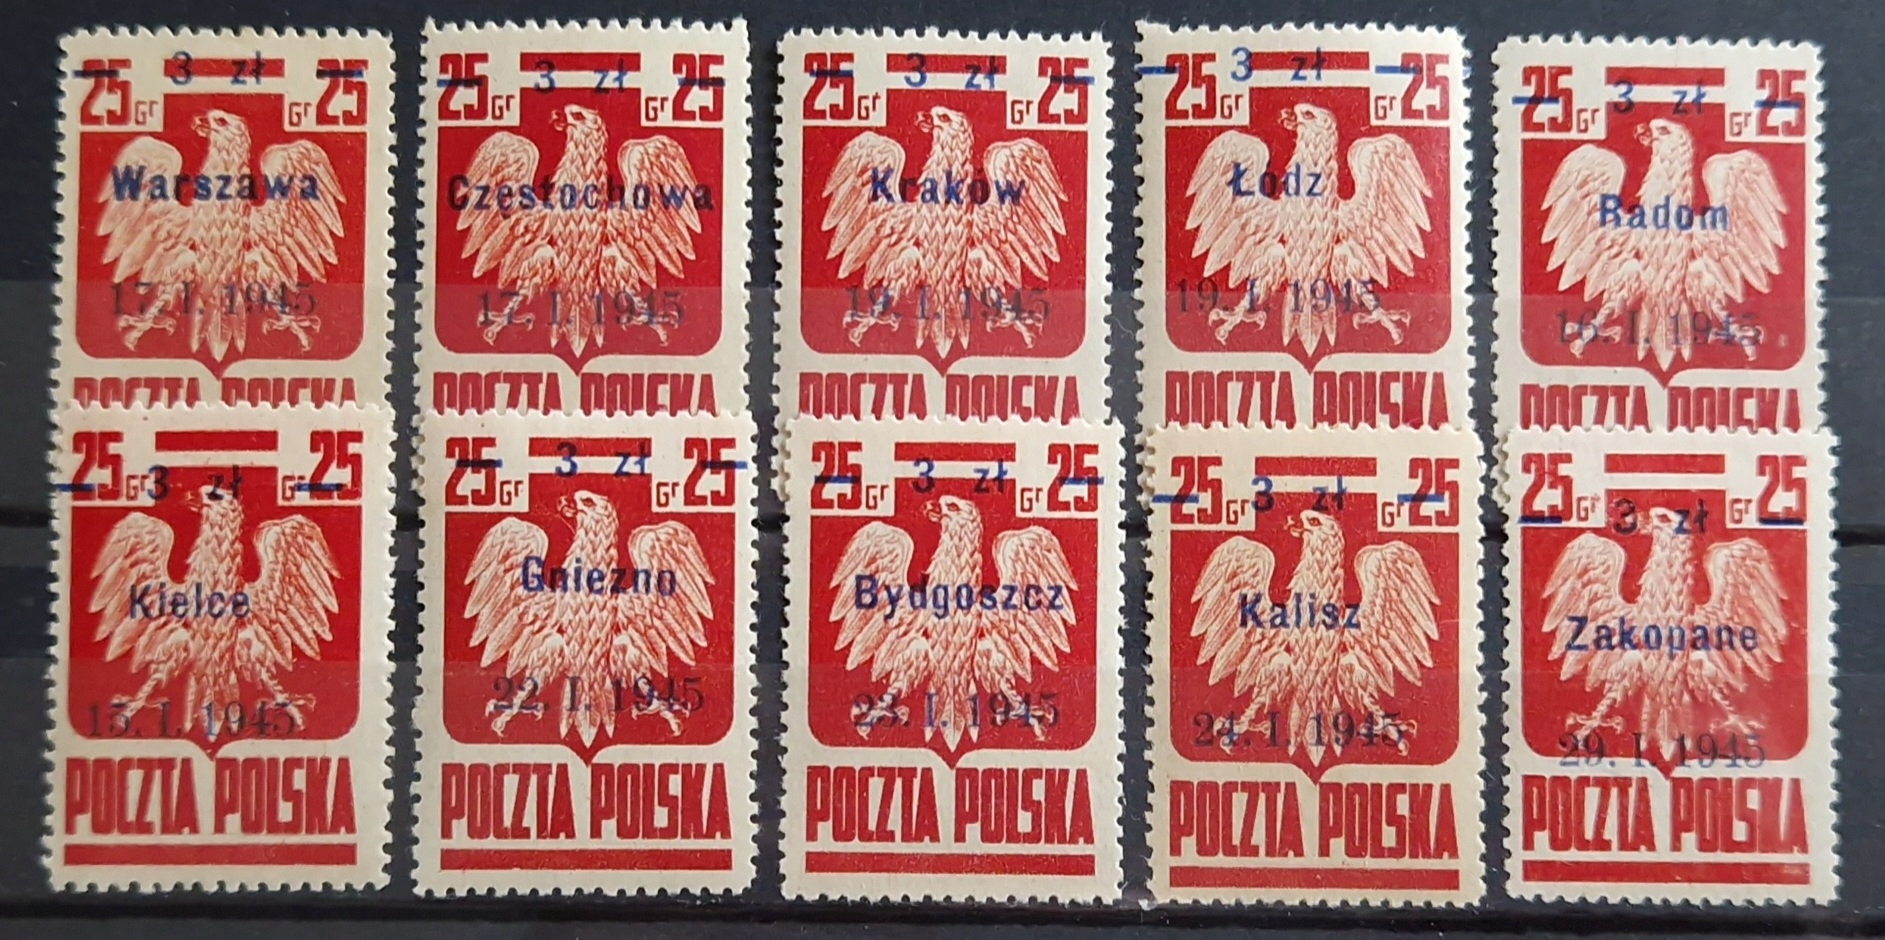 25 Gr 3 zł Gr 25
Warszawa
17. I. 1945
POCZTA POLSKA
25 Gr 3 zł Gr 25
Częstochowa
17. I. 1945
POCZTA POLSKA
25 Gr 3 zł Gr 25
Kraków
19. I. 1945
POCZTA POLSKA
25 Gr 3 zł Gr 25
Łódz
19. I. 1945
POCZTA POLSKA
25 Gr 3 zł Gr 25
Radom
16. I. 1945
POCZTA POLSKA
25 Gr 3 zł Gr 25
Kielce
15. I. 1945
POCZTA POLSKA
25 Gr 3 zł Gr 25
Gniezno
22. I. 1945
POCZTA POLSKA
25 Gr 3 zł Gr 25
Bydgoszcz
23. I. 1945
POCZTA POLSKA
25 Gr 3 zł Gr 25
Kalisz
24. I. 1945
POCZTA POLSKA
25 Gr 3 zł Gr 25
Zakopane
29. I. 1945
POCZTA POLSKA